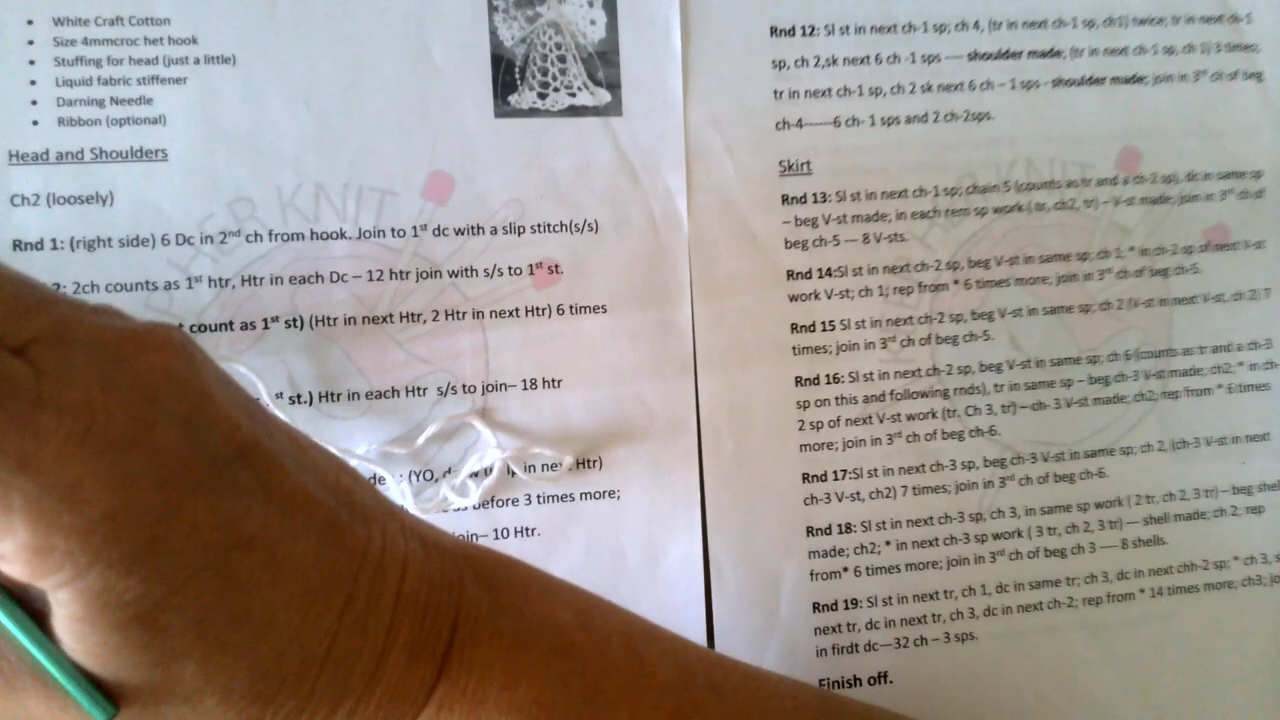 White Craft Cotton
Size 4mmcroc het hook
Stuffing for head (just a little)
Liquid fabric stiffener
Darning Needle
Ribbon (optional)
Head and Shoulders
Ch2 (loosely)
Rnd 1: (right side) 6 Dc in 2nd ch from hook. Join to 1st dc with a slip stitch(s/s)
2: 2ch counts as 1st htr, Htr in each Dc – 12 htr join with s/s to 1st st.
count as 1st st) (Htr in next Htr, 2 Htr in next Htr) 6 times
st st.) Htr in each Htr s/s to join– 18 htr
(YO, in Htr)
before 3 times more;
– 10 Htr.
HER KNIT
Rnd 12: Sl st in next ch-1 sp; ch 4, (tr in next ch-1 sp, ch1) twice; tr in next ch-1
sp, ch 2,sk next 6 ch -1 sps — shoulder made; (tr in next ch-1 sp, ch 1) 3 times;
tr in next ch-1 sp, ch 2 sk next 6 ch – 1 sps - shoulder made; join in 3rd ch of beg
ch-4——6 ch- 1 sps and 2 ch-2sps.
Skirt
Rnd 13: Sl st in next ch-1 sp; chain 5 (counts as tr and a ch-2 sp), dc in same sp
– beg V-st made; in each rem sp work ( tr, ch2, tr) – V-st made; join in 3rd ch of
beg ch-5 — 8 V-sts.
Rnd 14:Sl st in next ch-2 sp, beg V-st in same sp; ch 1; * in ch-2 sp of next V-st
work V-st; ch 1; rep from * 6 times more; join in 3rd ch of beg ch-5.
Rnd 15 Sl st in next ch-2 sp, beg V-st in same sp; ch 2 (V-st in next V-st, ch 2) 7
times; join in 3rd ch of beg ch-5.
Rnd 16: Sl st in next ch-2 sp, beg V-st in same sp; ch 6 (counts as tr and a ch-3
sp on this and following rnds), tr in same sp – beg ch-3 V-st made; ch2; * in ch-
2 sp of next V-st work (tr. Ch 3, tr) – ch- 3 V-st made; ch2; rep from * 6 times
more; join in 3rd ch of beg ch-6.
Rnd 17:Sl st in next ch-3 sp, beg ch-3 V-st in same sp; ch 2, (ch-3 V-st in next
ch-3 V-st, ch2) 7 times; join in 3rd ch of beg ch-6.
Rnd 18: Sl st in next ch-3 sp, ch 3, in same sp work ( 2 tr, ch 2, 3 tr) – beg shel
made; ch2; * in next ch-3 sp work ( 3 tr, ch 2, 3 tr) — shell made; ch 2; rep
from* 6 times more; join in 3rd ch of beg ch 3 —- 8 shells.
Rnd 19: Sl st in next tr, ch 1, dc in same tr; ch 3, dc in next chh-2 sp; * ch 3, s
next tr, dc in next tr, ch 3, dc in next ch-2; rep from * 14 times more; ch3; jo
in firdt dc—32 ch – 3 sps.
Finish off.